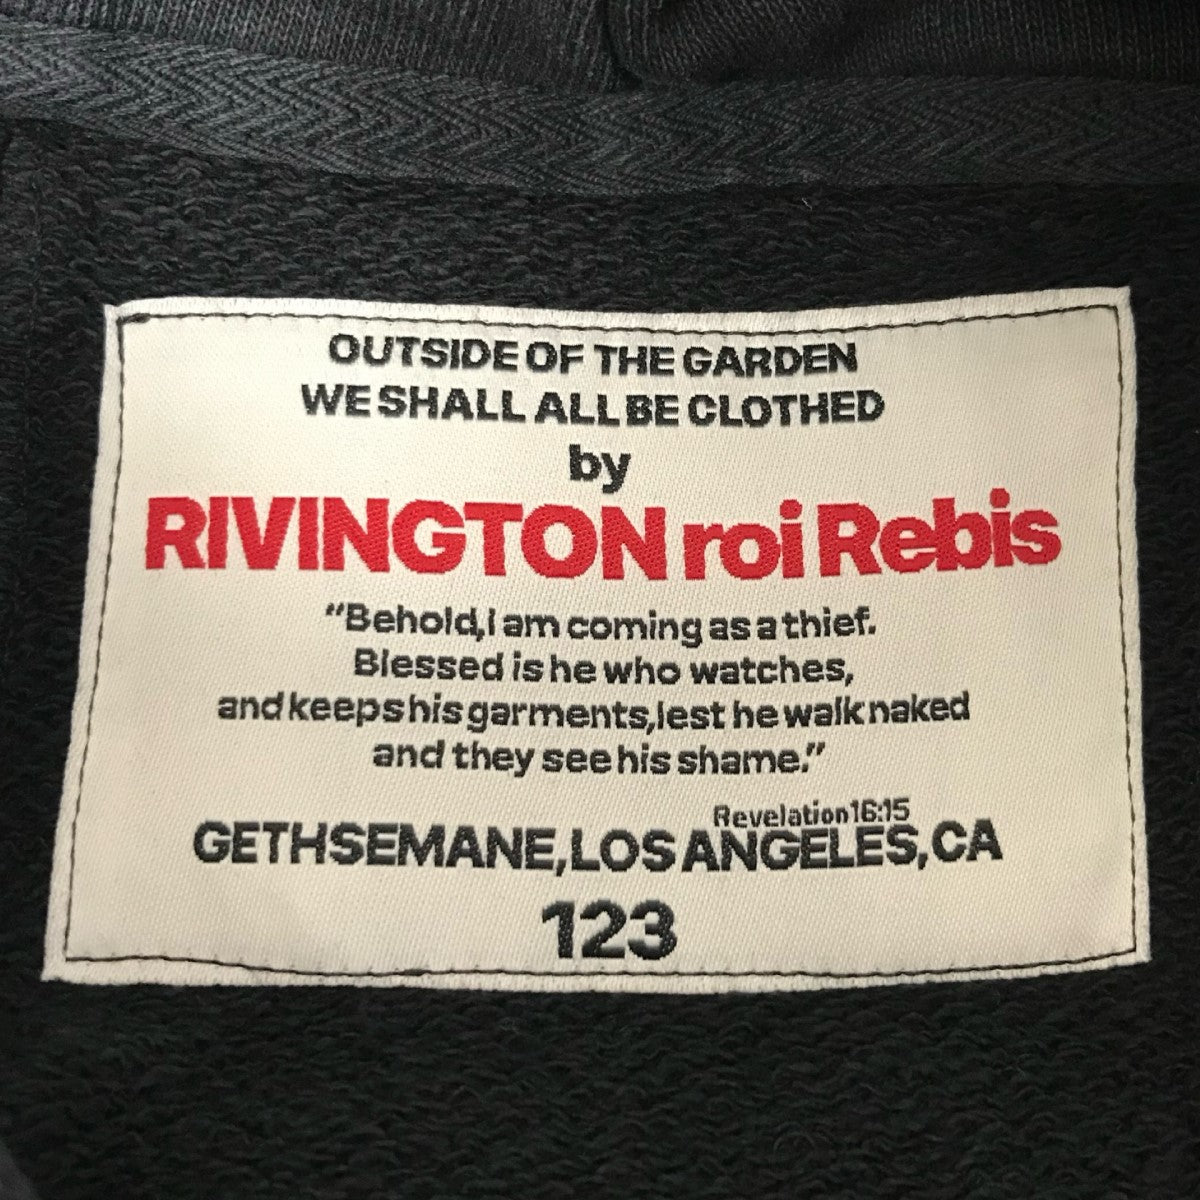 OUTSIDE OF THE GARDEN
WE SHALL ALL BE CLOTHED
by
RIVINGTON roi Rebis
“Behold, I am coming as a thief.
Blessed is he who watches,
and keeps his garments, lest he walk naked
and they see his shame.”
Revelation 16:15
GETHSEMANE, LOS ANGELES, CA
123